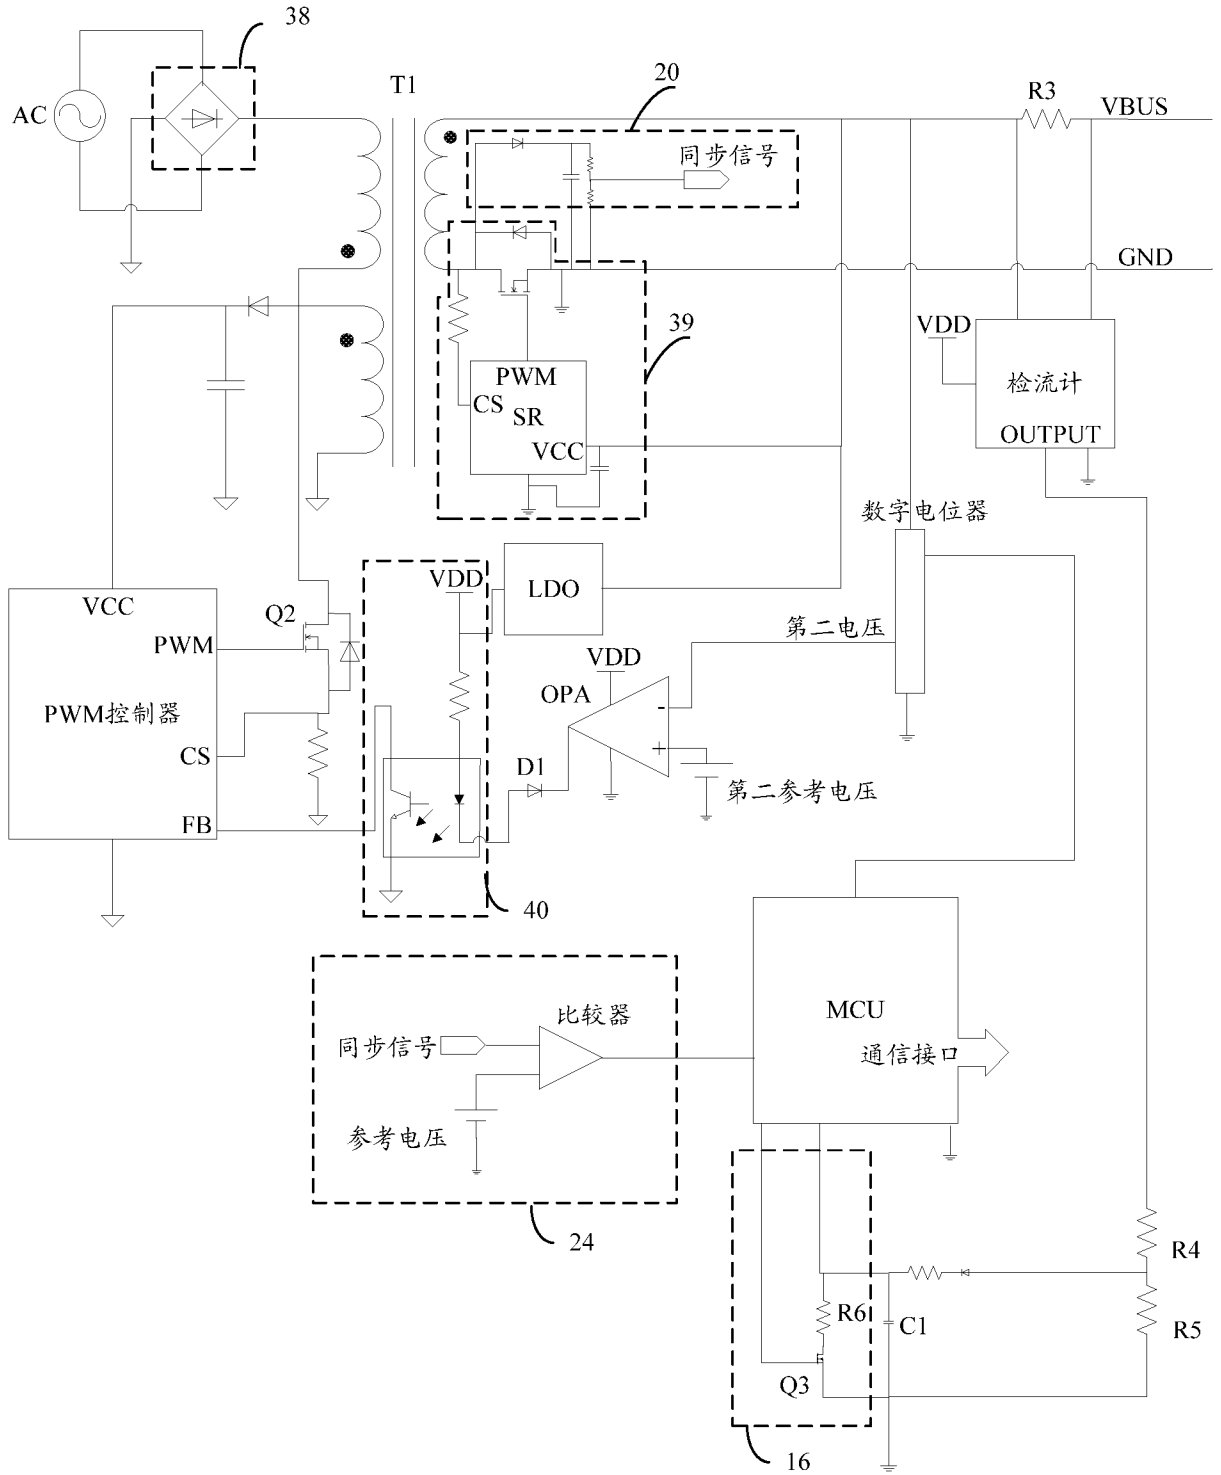 38
AC
T1
20
R3
VBUS
同步信号
GND
39
VDD
PWM
CS
SR
VCC
检流计
OUTPUT
数字电位器
VDD
LDO
VCC
Q2
PWM
第二电压
VDD
OPA
-
PWM控制器
+
CS
D1
第二参考电压
FB
40
MCU
比较器
同步信号
通信接口
参考电压
24
R4
R6
C1
R5
Q3
16